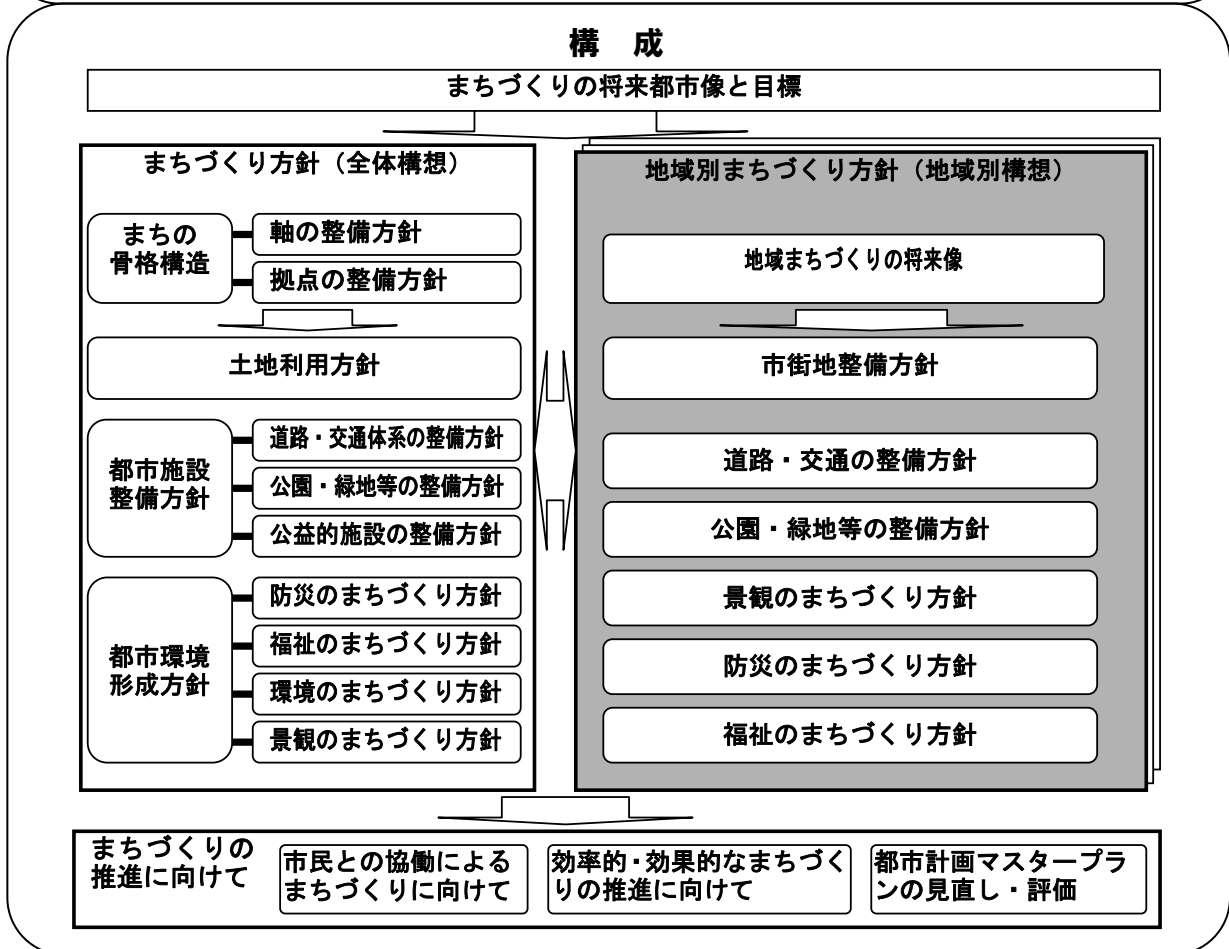 構　成
まちづくりの将来都市像と目標
まちづくり方針（全体構想）
まちの
骨格構造
軸の整備方針
拠点の整備方針
土地利用方針
都市施設
整備方針
道路・交通体系の整備方針
公園・緑地等の整備方針
公益的施設の整備方針
都市環境
形成方針
防災のまちづくり方針
福祉のまちづくり方針
環境のまちづくり方針
景観のまちづくり方針
地域別まちづくり方針（地域別構想）
地域まちづくりの将来像
市街地整備方針
道路・交通の整備方針
公園・緑地等の整備方針
景観のまちづくり方針
防災のまちづくり方針
福祉のまちづくり方針
まちづくりの
推進に向けて
市民との協働による
まちづくりに向けて
効率的・効果的なまちづく
りの推進に向けて
都市計画マスタープラ
ンの見直し・評価